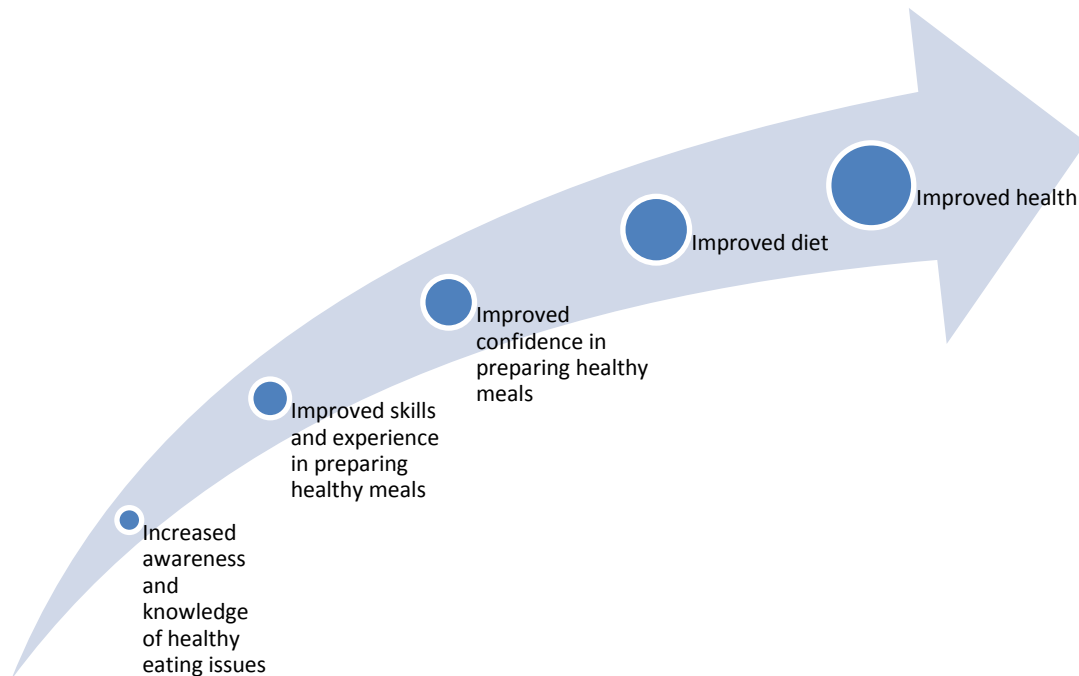 Increased
awareness
and
knowledge
of healthy
eating issues
Improved skills
and experience
in preparing
healthy meals
Improved
confidence in
preparing healthy
meals
Improved diet
Improved health